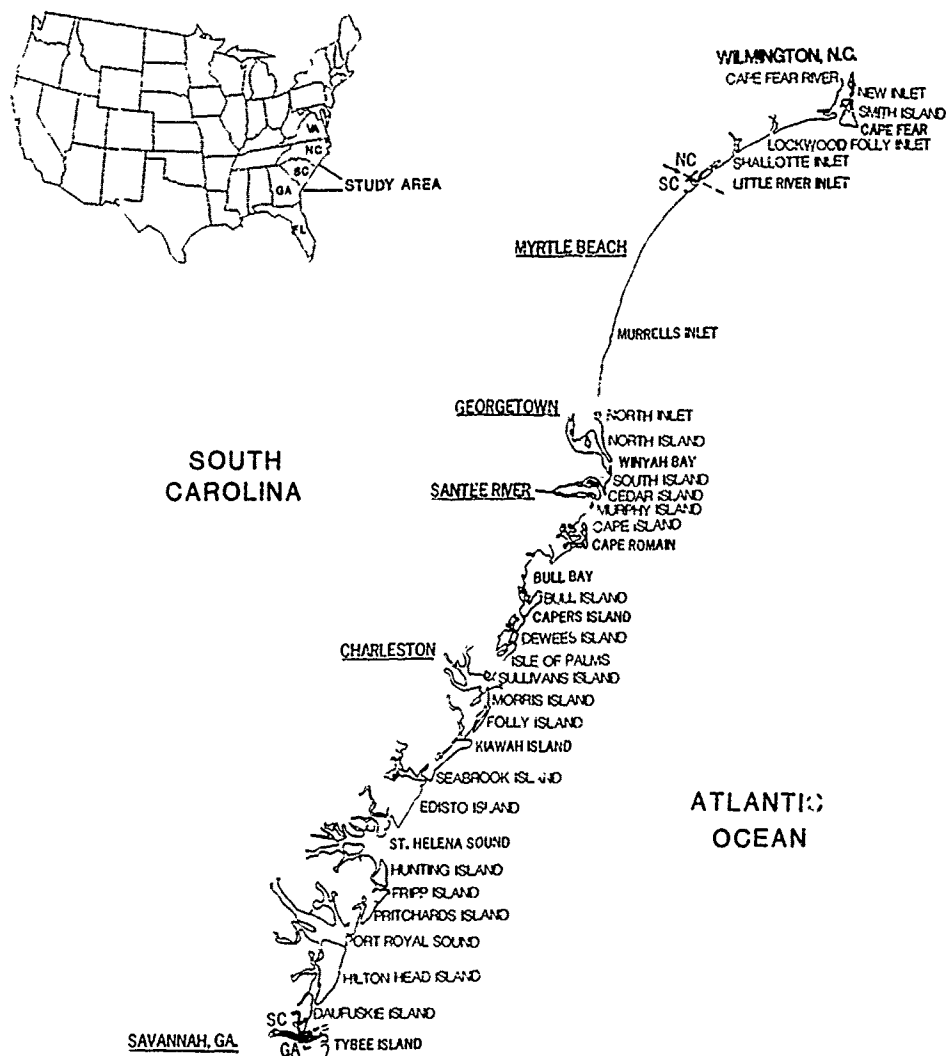 VA
NC
SC
GA
FL
STUDY AREA
WILMINGTON, N.C.
CAPE FEAR RIVER
NEW INLET
SMITH ISLAND
CAPE FEAR
LOCKWOOD FOLLY INLET
SHALLOTTE INLET
NC
SC
LITTLE RIVER INLET
MYRTLE BEACH
MURRELLS INLET
GEORGETOWN
NORTH INLET
NORTH ISLAND
WINYAH BAY
SOUTH ISLAND
SANTEE RIVER
CEDAR ISLAND
MURPHY ISLAND
CAPE ISLAND
CAPE ROMAIN
SOUTH
CAROLINA
BULL BAY
BULL ISLAND
CAPERS ISLAND
DEWEES ISLAND
CHARLESTON
ISLE OF PALMS
SULLIVANS ISLAND
MORRIS ISLAND
FOLLY ISLAND
KIAWAH ISLAND
SEABROOK ISLAND
EDISTO ISLAND
ATLANTIC
OCEAN
ST. HELENA SOUND
HUNTING ISLAND
FRIPP ISLAND
PRITCHARDS ISLAND
PORT ROYAL SOUND
HILTON HEAD ISLAND
DAUFUSKIE ISLAND
SC
SAVANNAH, GA.
GA
TYBEE ISLAND